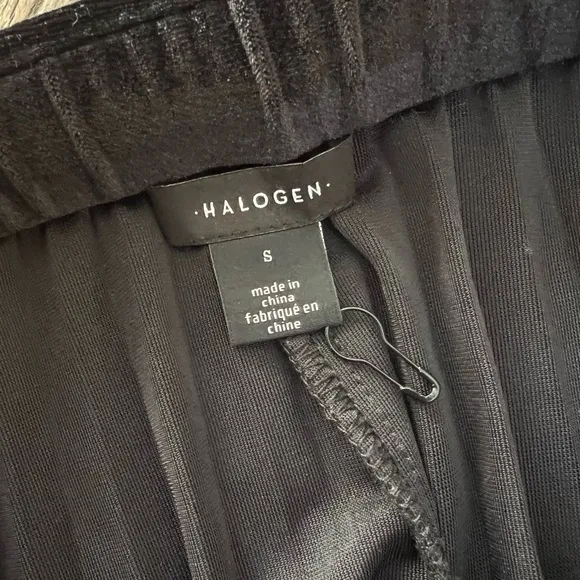 ·HALOGEN·
S
made in
china
fabriqué en
chine